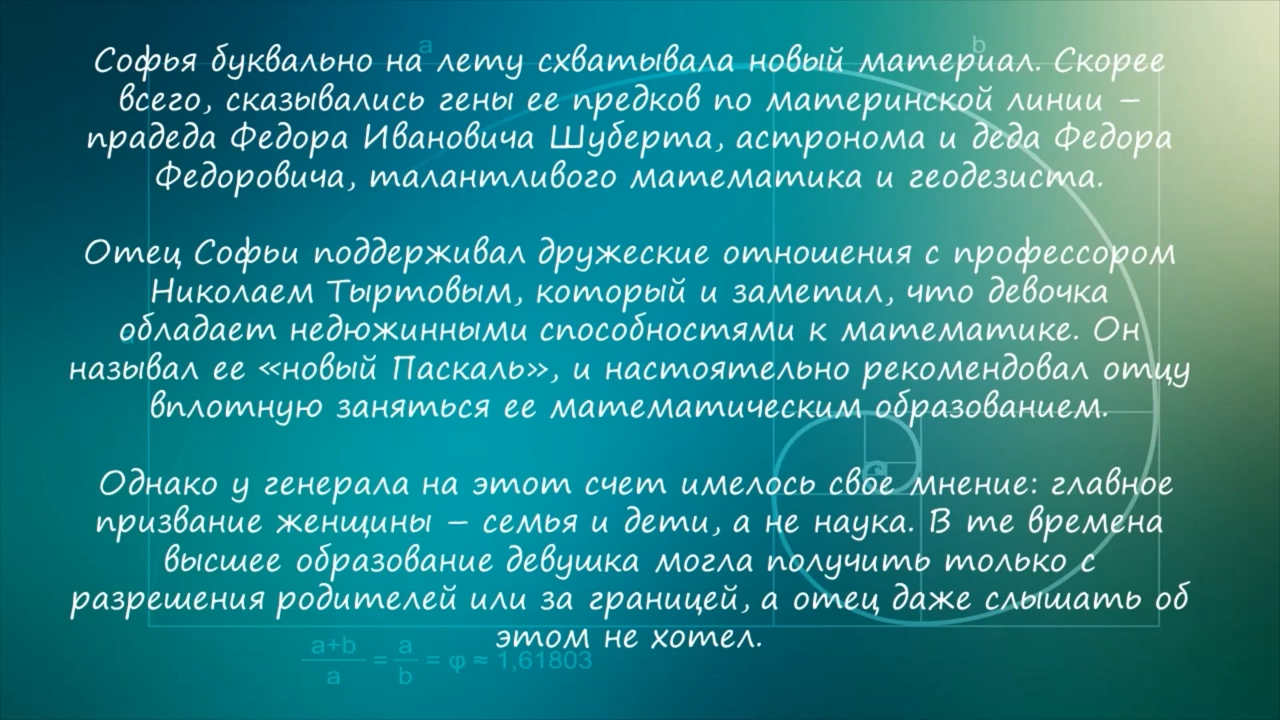 a
b
Софья буквально на лету схватывала новый материал. Скорее
всего, сказывались гены ее предков по материнской линии –
прадеда Федора Ивановича Шуберта, астронома и деда Федора
Федоровича, талантливого математика и геодезиста.
Отец Софьи поддерживал дружеские отношения с профессором
Николаем Тыртовым, который и заметил, что девочка
обладает недюжинными способностями к математике. Он
a
называл ее «новый Паскаль», и настоятельно рекомендовал отцу
вплотную заняться ее математическим образованием.
Однако у генерала на этот счет имелось свое мнение: главное
призвание женщины – семья и дети, а не наука. В те времена
высшее образование девушка могла получить только с
разрешения родителей или за границей, а отец даже слышать об
этом не хотел.
a+b
a
= a
b
= φ ≈ 1,61803